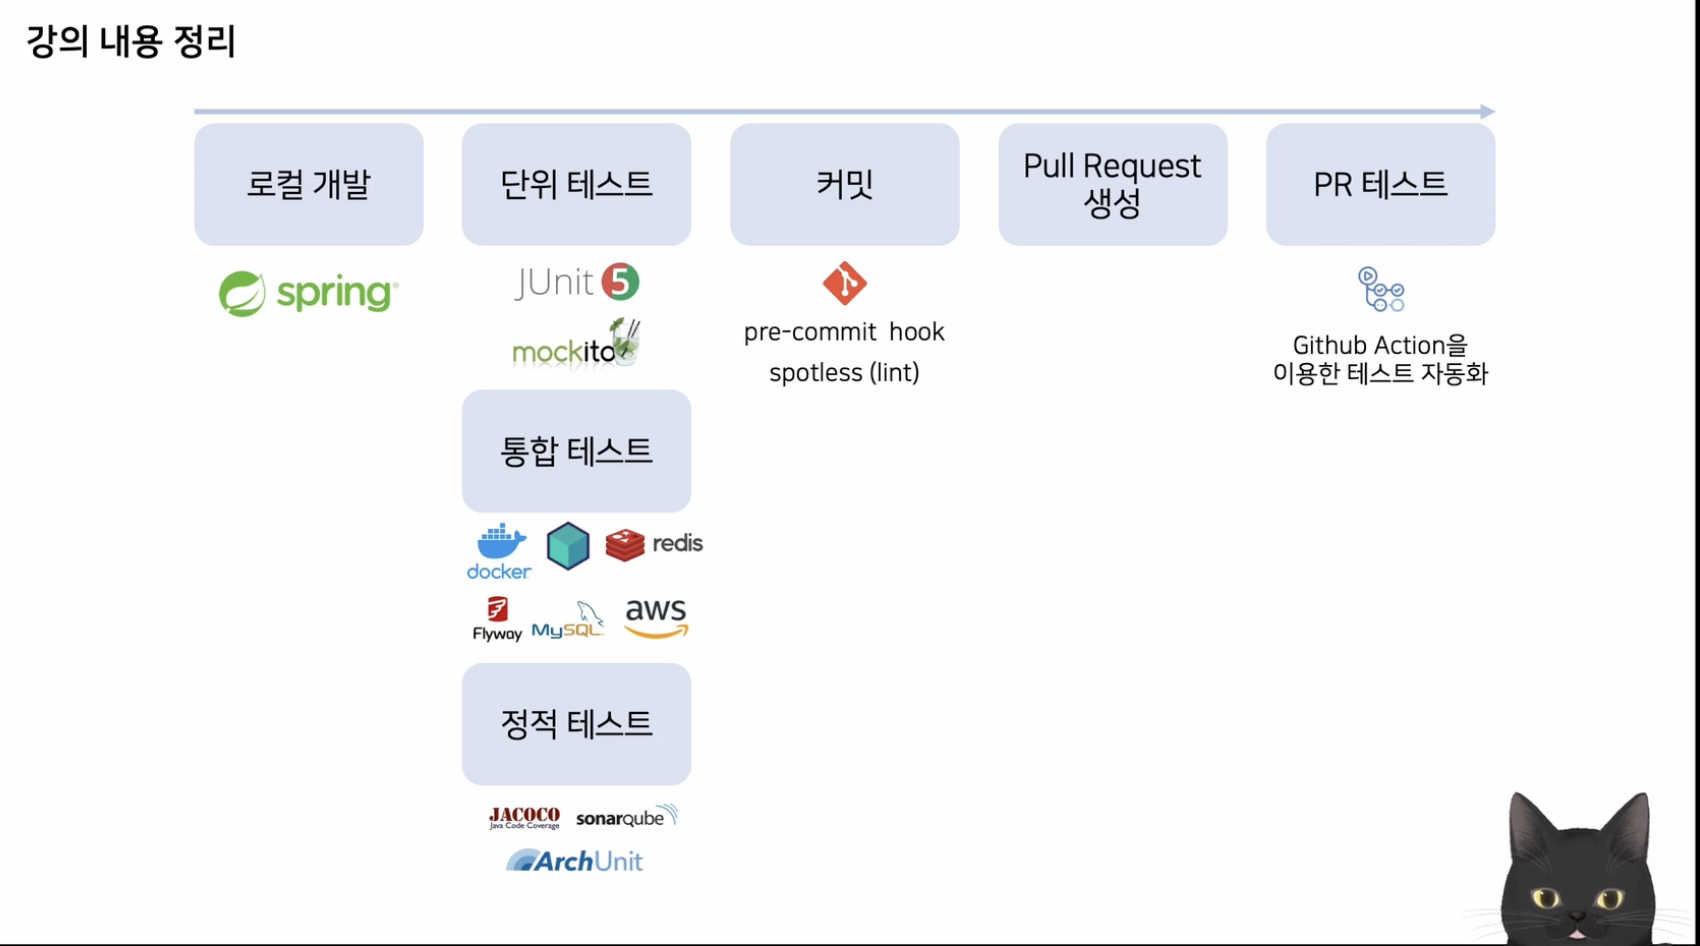 강의 내용 정리
로컬 개발
spring
단위 테스트
JUnit 5
mockito
통합 테스트
docker
redis
Flyway
MySQL
aws
정적 테스트
JACOCO
Java Code Coverage
sonarqube
ArchUnit
커밋
pre-commit hook
spotless (lint)
Pull Request
생성
PR 테스트
Github Action을
이용한 테스트 자동화